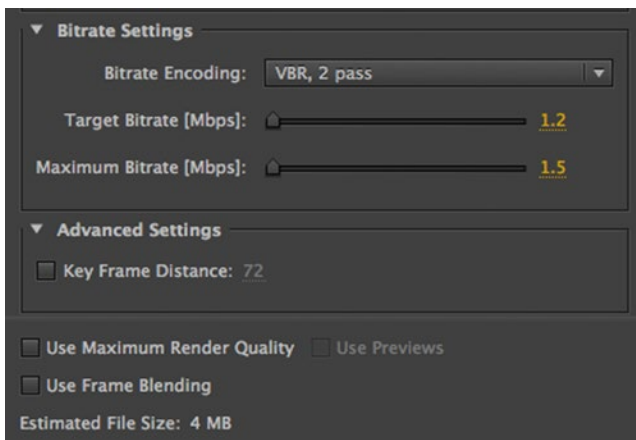 Bitrate Settings
Bitrate Encoding: VBR, 2 pass
Target Bitrate [Mbps]: 1.2
Maximum Bitrate [Mbps]: 1.5
Advanced Settings
Key Frame Distance: 72
Use Maximum Render Quality Use Previews
Use Frame Blending
Estimated File Size: 4 MB